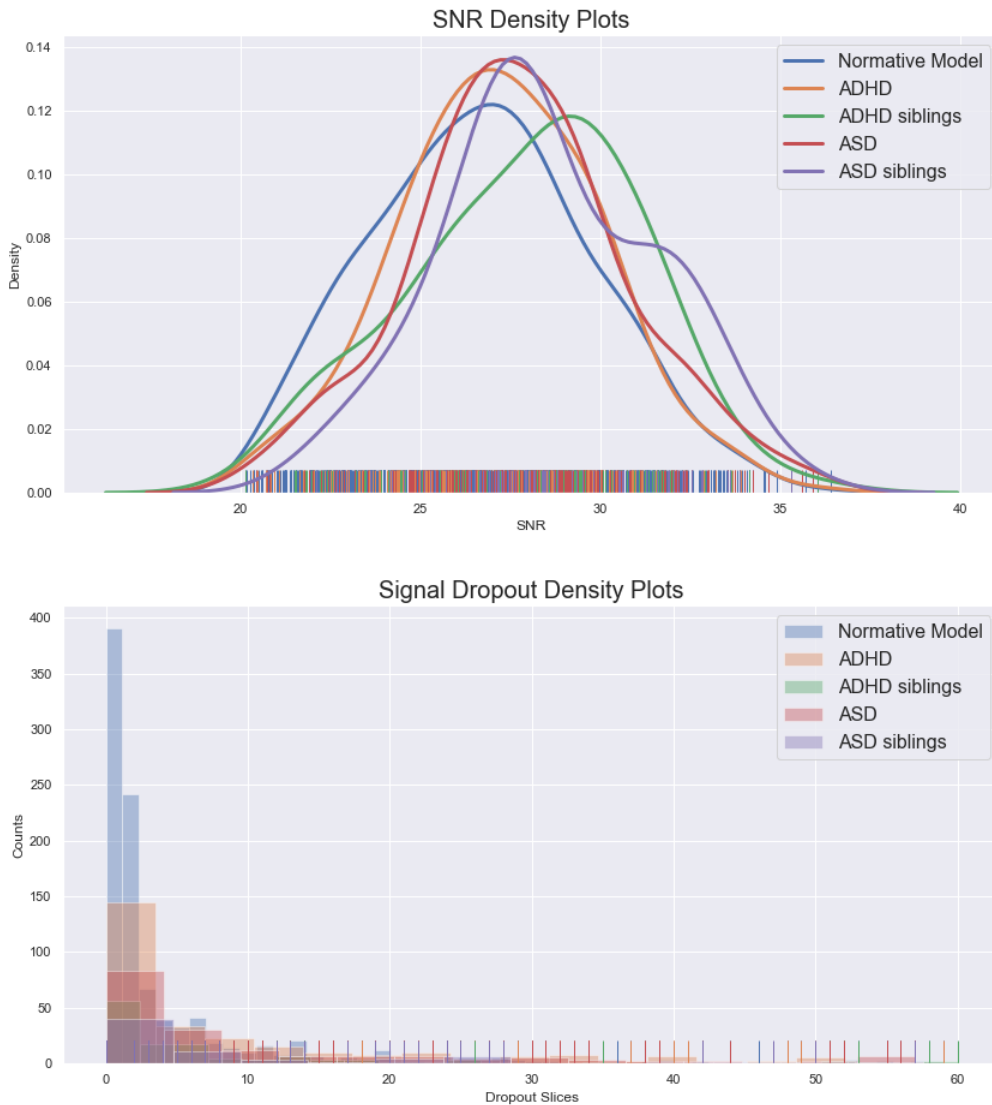 SNR Density Plots
0.14
0.12
0.10
0.08
0.06
0.04
0.02
0.00
Density
20 25 30 35 40
SNR
Normative Model
ADHD
ADHD siblings
ASD
ASD siblings
Signal Dropout Density Plots
400
350
300
250
200
150
100
50
0
Counts
0 10 20 30 40 50 60
Dropout Slices
Normative Model
ADHD
ADHD siblings
ASD
ASD siblings